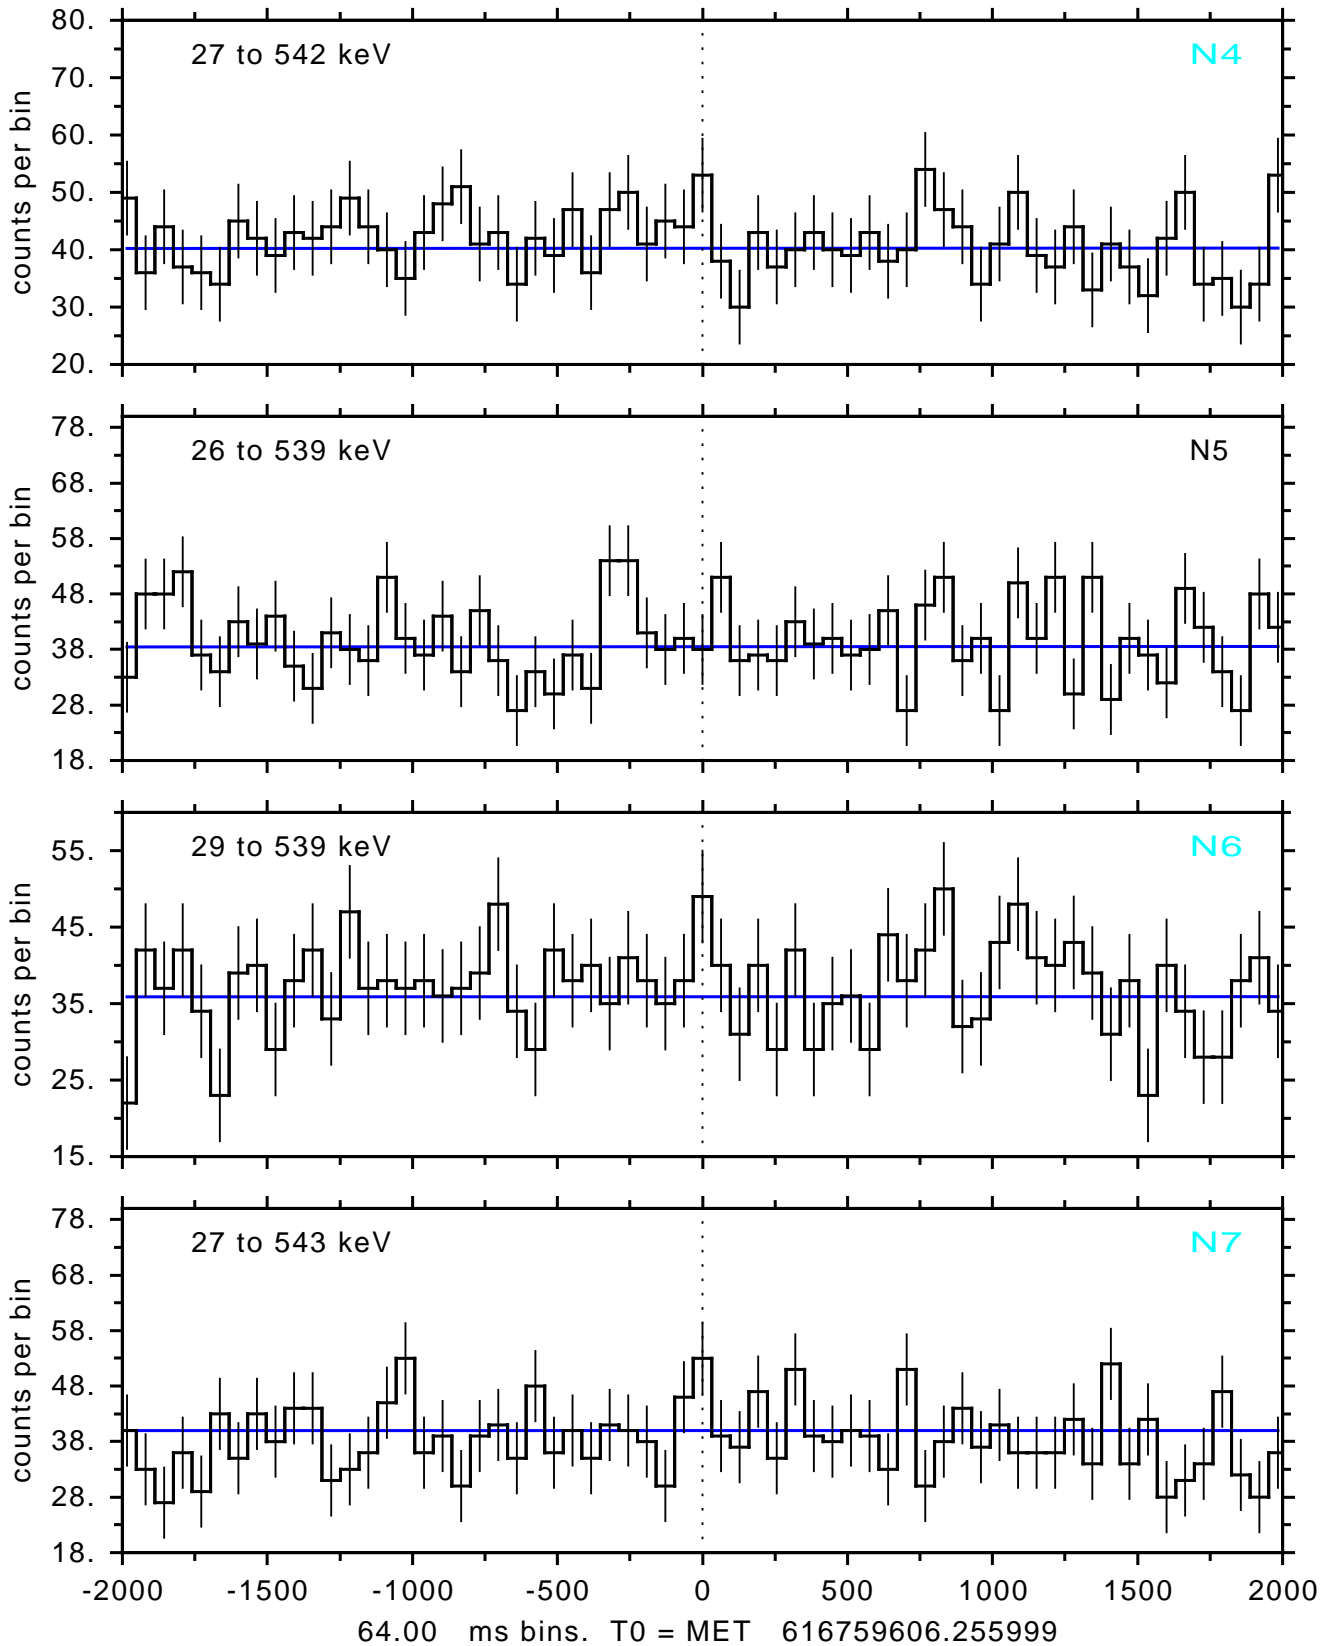 80.
27 to 542 keV N4
70.
60.
50.
40.
30.
20.
counts per bin
78.
26 to 539 keV N5
68.
58.
48.
38.
28.
18.
counts per bin
29 to 539 keV N6
55.
45.
35.
25.
15.
counts per bin
78.
27 to 543 keV N7
68.
58.
48.
38.
28.
18.
counts per bin
-2000 -1500 -1000 -500 0 500 1000 1500 2000
64.00 ms bins. T0 = MET 616759606.255999